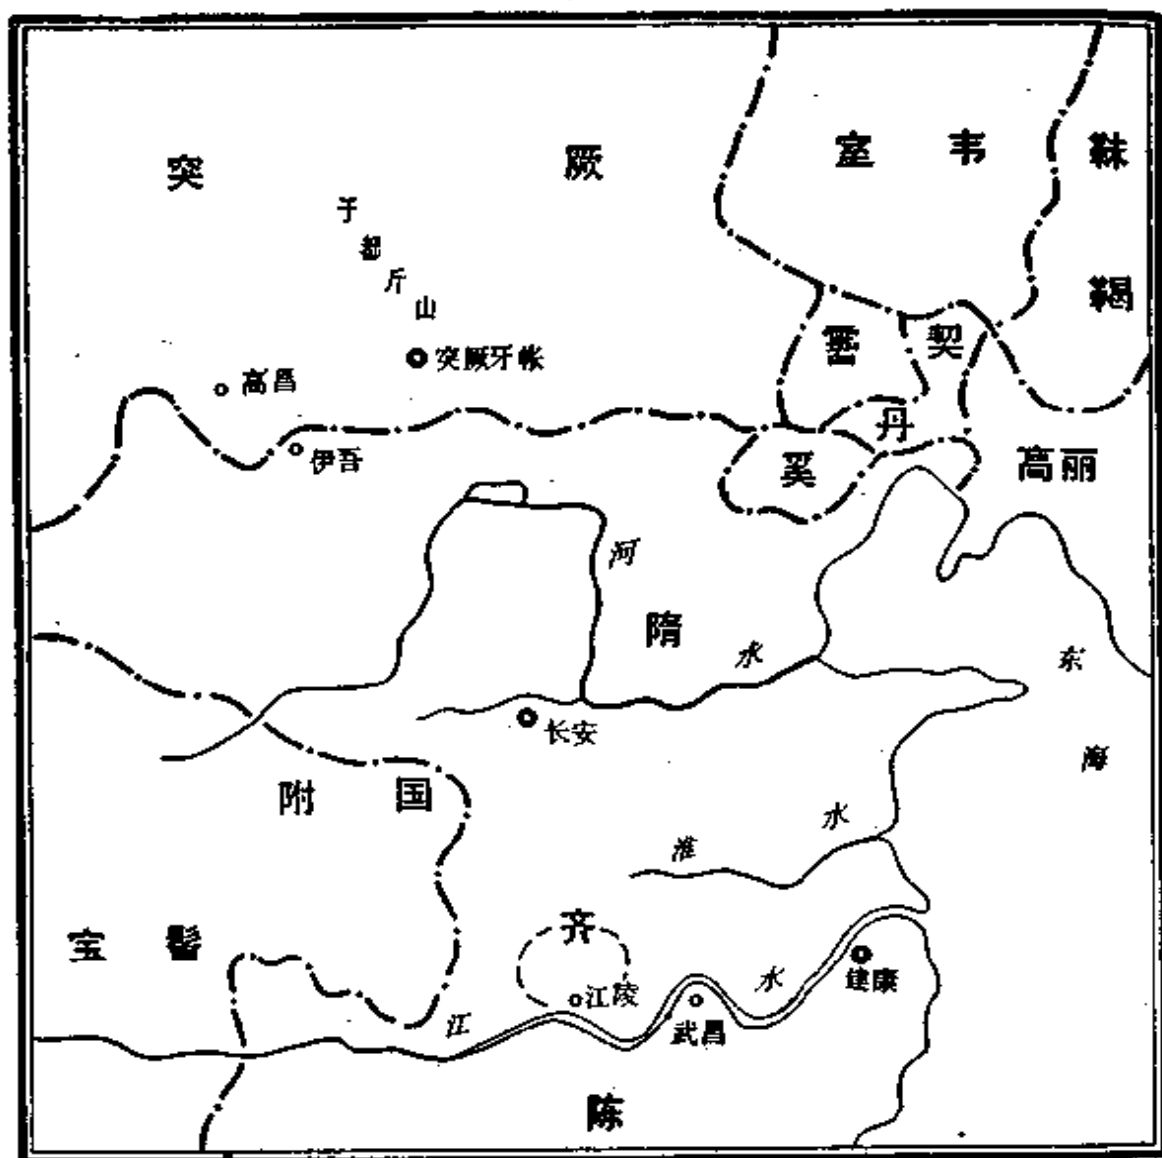 突厥
室韦
靺鞨
于都斤山
突厥牙帐
高昌
伊吾
霫
契丹
奚
高丽
河水
隋
东海
长安
附国
淮水
齐
宝髻
江水
江陵
武昌
建康
陈